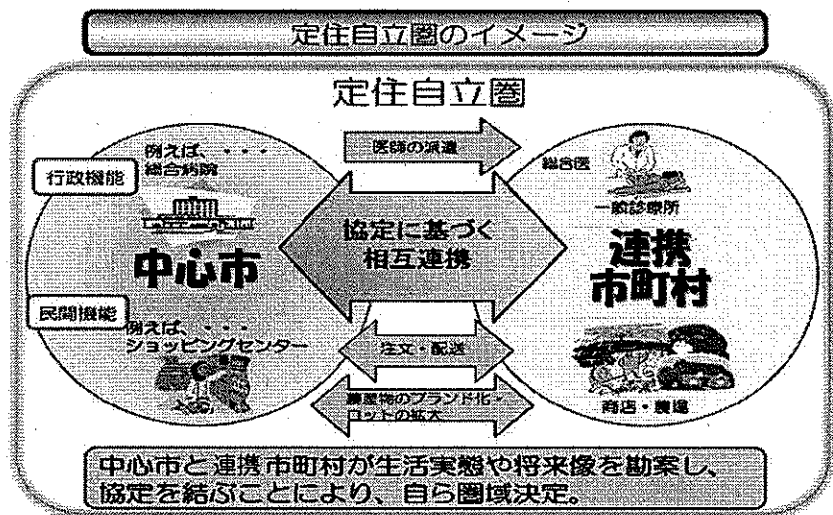 定住自立圏のイメージ
定住自立圏
行政機能
例えば、・・・
総合病院
中心市
民間機能
例えば、・・・
ショッピングセンター
医師の派遣
協定に基づく
相互連携
注文・配送
農産物のブランド化・
ロットの拡大
総合医
一般診療所
連携
市町村
商店・農場
中心市と連携市町村が生活実態や将来像を勘案し、
協定を結ぶことにより、自ら圏域決定。